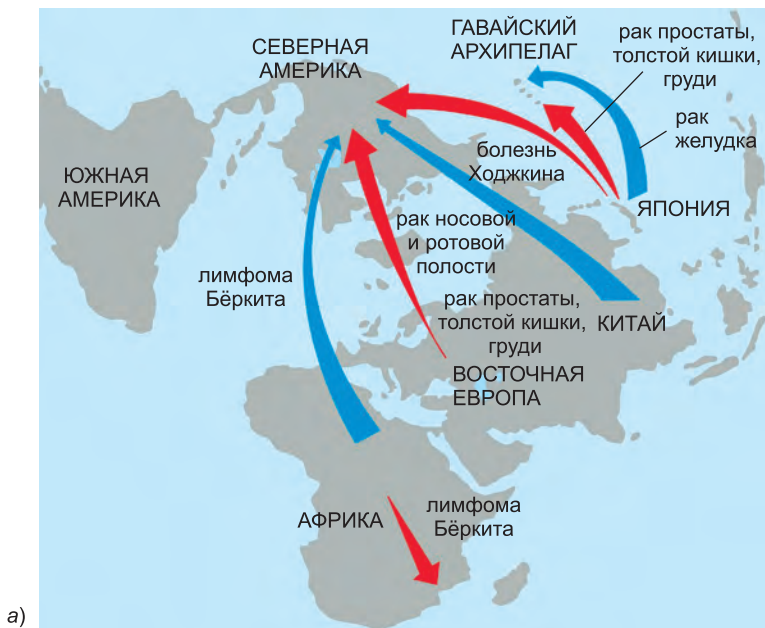 ГАВАЙСКИЙ
АРХИПЕЛАГ
рак простаты,
толстой кишки,
груди
СЕВЕРНАЯ
АМЕРИКА
рак
желудка
болезнь
Ходжкина
ЮЖНАЯ
АМЕРИКА
ЯПОНИЯ
рак носовой
и ротовой
полости
лимфома
Бёркита
рак простаты,
толстой кишки,
груди
КИТАЙ
ВОСТОЧНАЯ
ЕВРОПА
АФРИКА
лимфома
Бёркита
а)